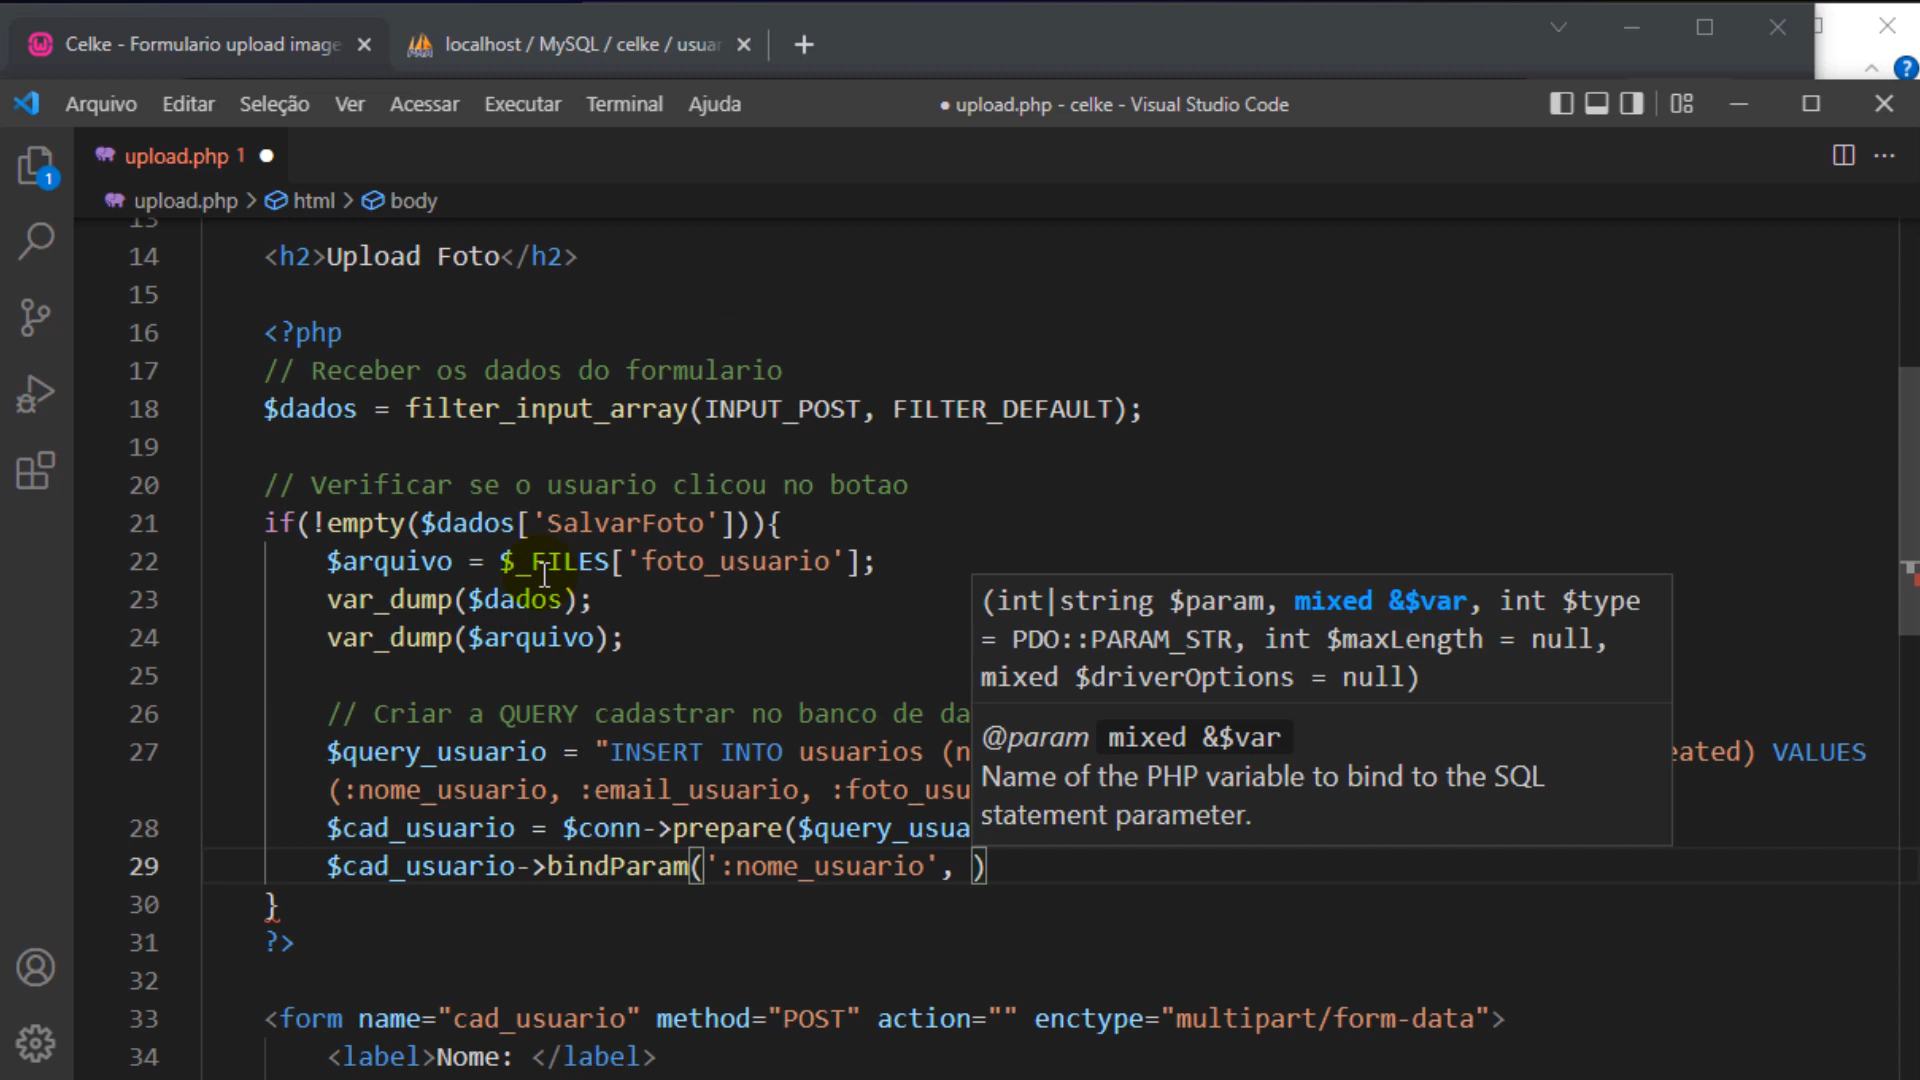 Celke - Formulario upload image
localhost / MySQL / celke / usuar
Arquivo Editar Seleção Ver Acessar Executar Terminal Ajuda
● upload.php - celke - Visual Studio Code
upload.php 1 ●
upload.php > html > body
1
?
13
14 <h2>Upload Foto</h2>
15
16 <?php
17 // Receber os dados do formulario
18 $dados = filter_input_array(INPUT_POST, FILTER_DEFAULT);
19
20 // Verificar se o usuario clicou no botao
21 if(!empty($dados['SalvarFoto'])){
22 $arquivo = $_FILES['foto_usuario'];
23 var_dump($dados);
24 var_dump($arquivo);
25
26 // Criar a QUERY cadastrar no banco de da
27 $query_usuario = "INSERT INTO usuarios (n eated) VALUES
(:nome_usuario, :email_usuario, :foto_usu
28 $cad_usuario = $conn->prepare($query_usua
29 $cad_usuario->bindParam(':nome_usuario', )
30 }
31 ?>
32
33 <form name="cad_usuario" method="POST" action="" enctype="multipart/form-data">
34 <label>Nome: </label>
(int|string $param, mixed &$var, int $type
= PDO::PARAM_STR, int $maxLength = null,
mixed $driverOptions = null)
@param mixed &$var
Name of the PHP variable to bind to the SQL
statement parameter.